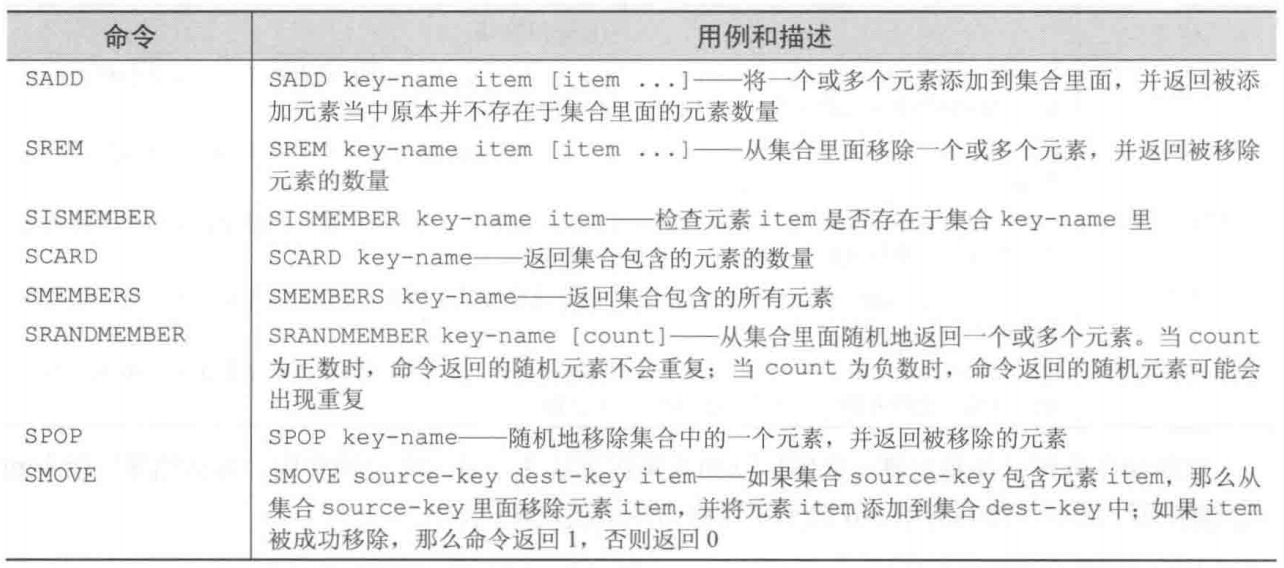 命令 用例和描述
SADD SADD key-name item [item ...]——将一个或多个元素添加到集合里面，并返回被添
加元素当中原本并不存在于集合里面的元素数量
SREM SREM key-name item [item ...]——从集合里面移除一个或多个元素，并返回被移除
元素的数量
SISMEMBER SISMEMBER key-name item——检查元素 item 是否存在于集合 key-name 里
SCARD SCARD key-name——返回集合包含的元素的数量
SMEMBERS SMEMBERS key-name——返回集合包含的所有元素
SRANDMEMBER SRANDMEMBER key-name [count]——从集合里面随机地返回一个或多个元素。当 count
为正数时，命令返回的随机元素不会重复；当 count 为负数时，命令返回的随机元素可能会
出现重复
SPOP SPOP key-name——随机地移除集合中的一个元素，并返回被移除的元素
SMOVE SMOVE source-key dest-key item——如果集合 source-key 包含元素 item，那么从
集合 source-key 里面移除元素 item，并将元素 item 添加到集合 dest-key 中；如果 item
被成功移除，那么命令返回 1，否则返回 0